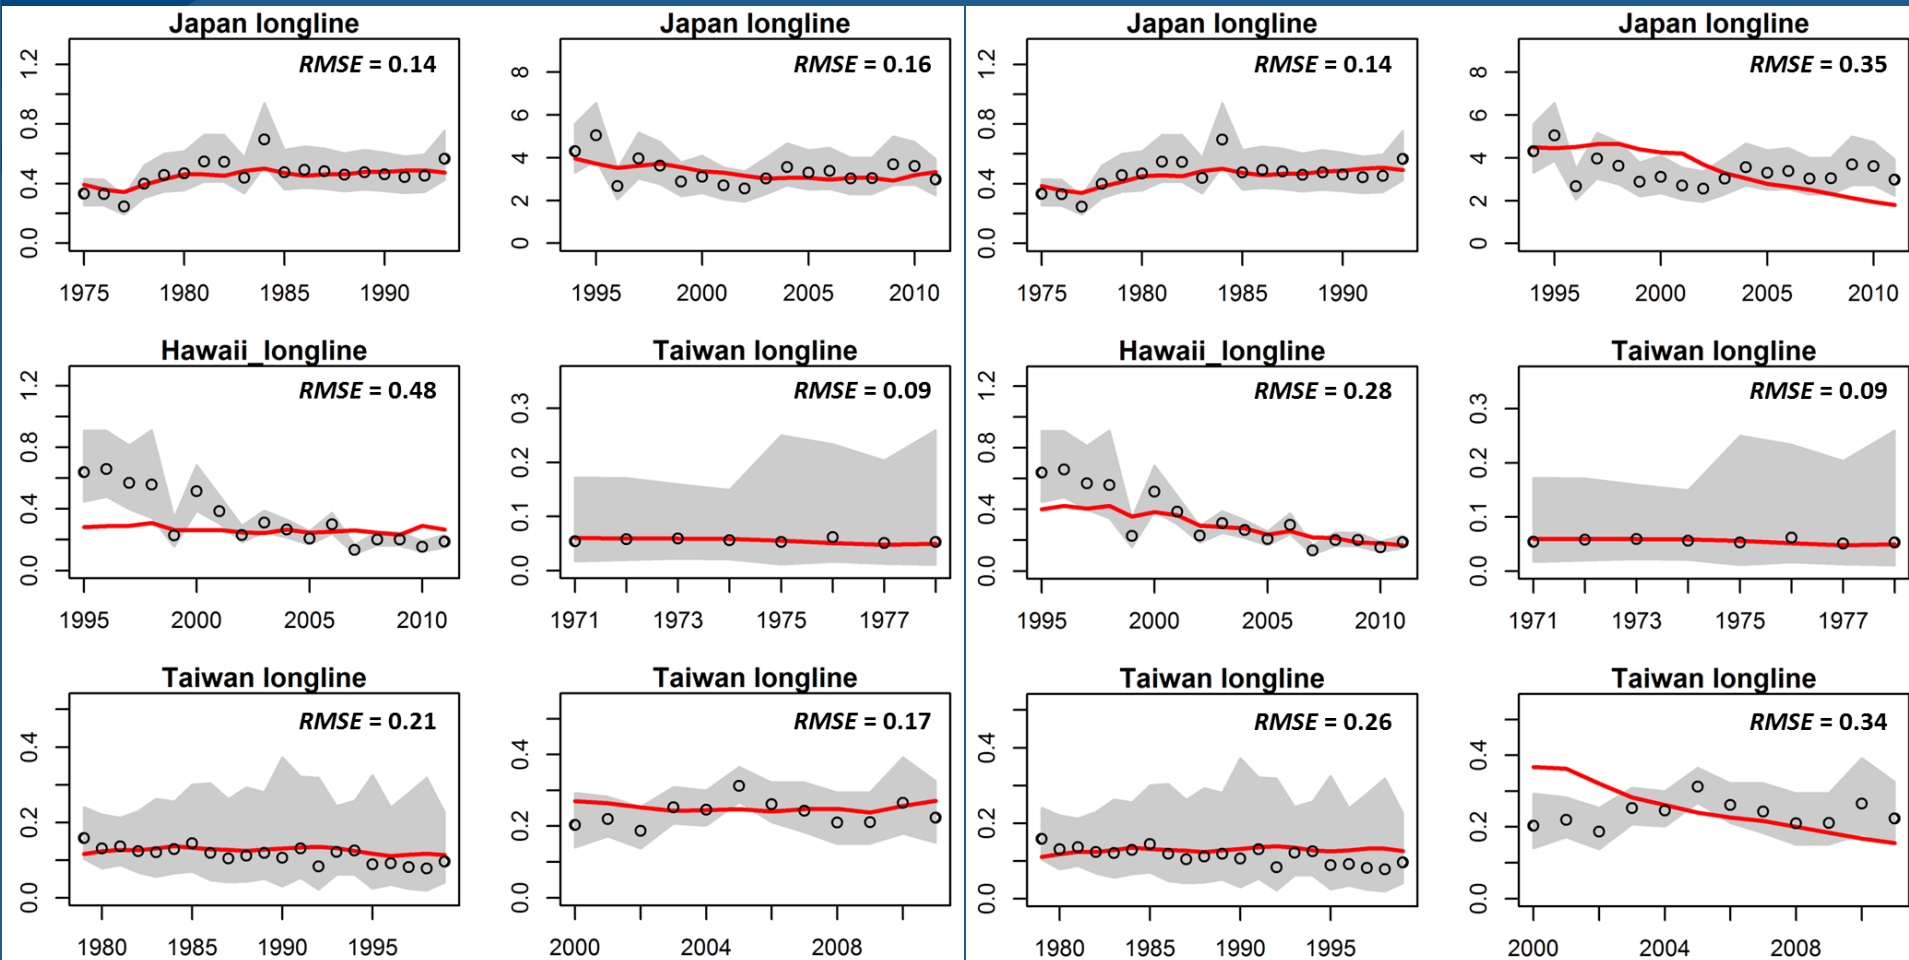 Japan longline
RMSE = 0.14
0.0 0.4 0.8 1.2
1975 1980 1985 1990
Japan longline
RMSE = 0.16
0 2 4 6 8
1995 2000 2005 2010
Hawaii_longline
RMSE = 0.48
0.0 0.4 0.8 1.2
1995 2000 2005 2010
Taiwan longline
RMSE = 0.09
0.0 0.1 0.2 0.3
1971 1973 1975 1977
Taiwan longline
RMSE = 0.21
0.0 0.2 0.4
1980 1985 1990 1995
Taiwan longline
RMSE = 0.17
0.0 0.2 0.4
2000 2004 2008
Japan longline
RMSE = 0.14
0.0 0.4 0.8 1.2
1975 1980 1985 1990
Japan longline
RMSE = 0.35
0 2 4 6 8
1995 2000 2005 2010
Hawaii_longline
RMSE = 0.28
0.0 0.4 0.8 1.2
1995 2000 2005 2010
Taiwan longline
RMSE = 0.09
0.0 0.1 0.2 0.3
1971 1973 1975 1977
Taiwan longline
RMSE = 0.26
0.0 0.2 0.4
1980 1985 1990 1995
Taiwan longline
RMSE = 0.34
0.0 0.2 0.4
2000 2004 2008